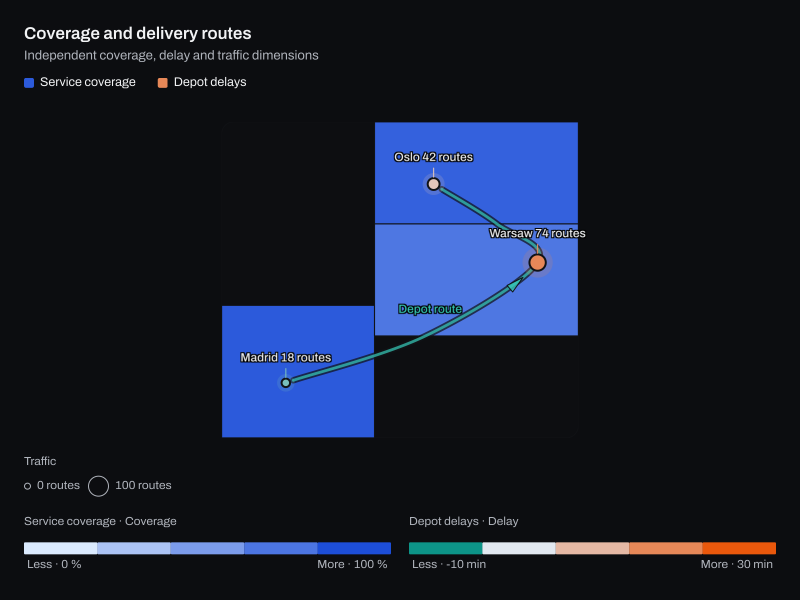 Coverage and delivery routes
Independent coverage, delay and traffic dimensions
Service coverage
Depot delays
Oslo 42 routes
Warsaw 74 routes
Depot route
Madrid 18 routes
Traffic
0 routes
100 routes
Service coverage · Coverage
Less · 0 %
More · 100 %
Depot delays · Delay
Less · -10 min
More · 30 min